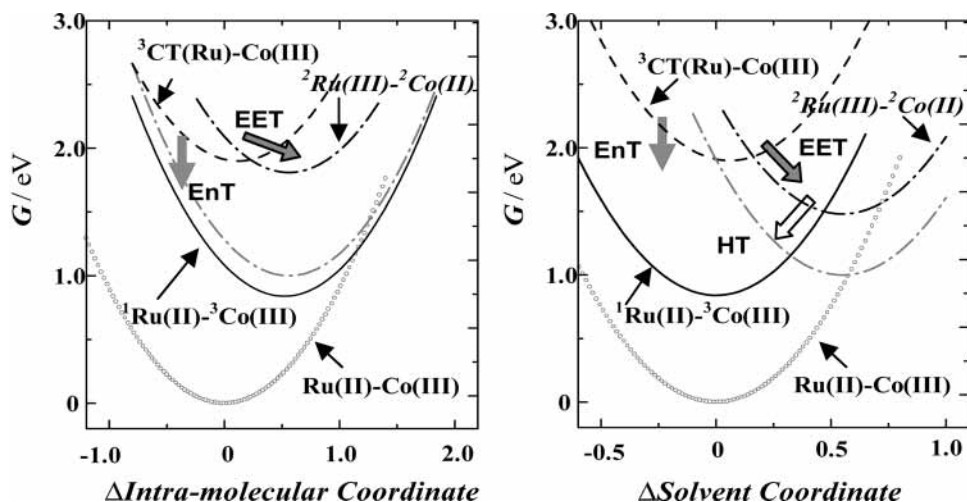 3.0
2.0
1.0
0
G / eV
³CT(Ru)-Co(III)
²Ru(III)-²Co(II)
EET
EnT
¹Ru(II)-³Co(III)
Ru(II)-Co(III)
-1.0 0 1.0 2.0
ΔIntra-molecular Coordinate
3.0
2.0
1.0
0
G / eV
³CT(Ru)-Co(III)
²Ru(III)-²Co(II)
EnT
EET
HT
¹Ru(II)-³Co(III)
Ru(II)-Co(III)
-0.5 0 0.5 1.0
ΔSolvent Coordinate